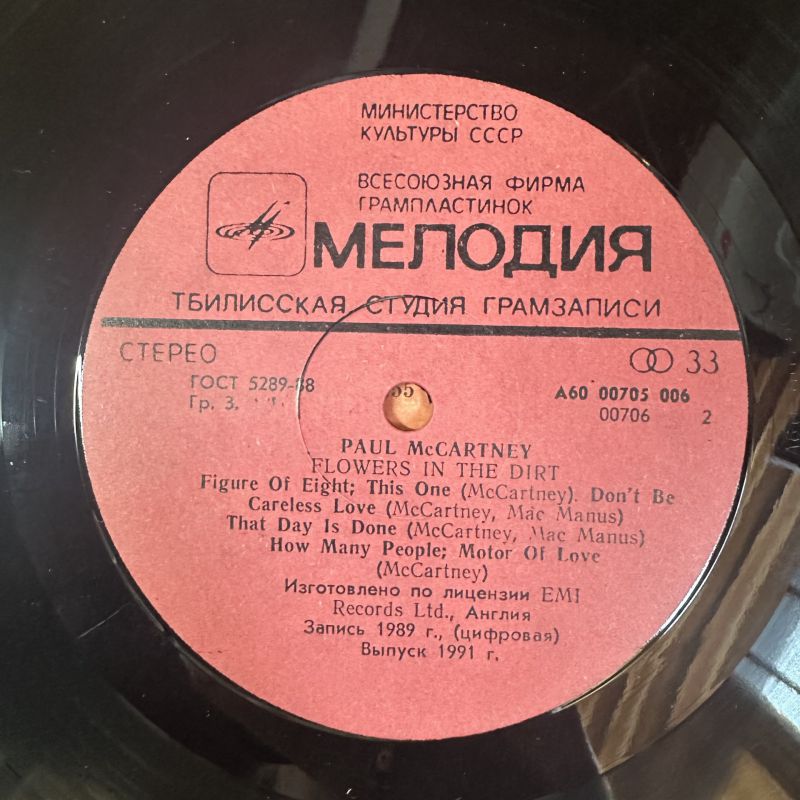 МИНИСТЕРСТВО
КУЛЬТУРЫ СССР
ВСЕСОЮЗНАЯ ФИРМА
ГРАМПЛАСТИНОК
МЕЛОДИЯ
ТБИЛИССКАЯ СТУДИЯ ГРАМЗАПИСИ
СТЕРЕО
33
ГОСТ 5289-88
Гр. 3.
А60 00705 006
00706 2
PAUL McCARTNEY
FLOWERS IN THE DIRT
Figure Of Eight; This One (McCartney). Don't Be
Careless Love (McCartney, Mac Manus)
That Day Is Done (McCartney, Mac Manus)
How Many People; Motor Of Love
(McCartney)
Изготовлено по лицензии EMI
Records Ltd., Англия
Запись 1989 г., (цифровая)
Выпуск 1991 г.